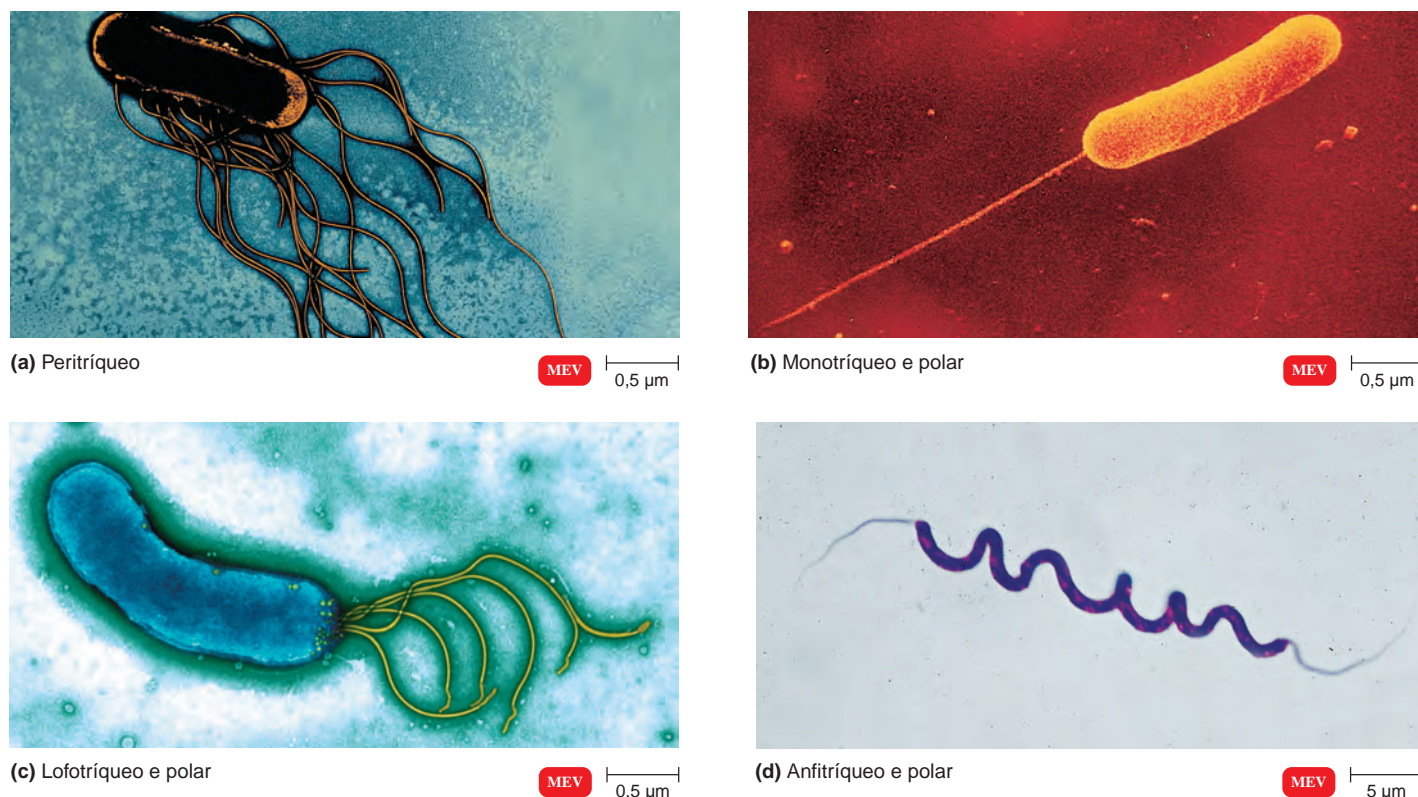 (a) Peritríqueo
MEV
0,5 µm
(b) Monotríqueo e polar
MEV
0,5 µm
(c) Lofotríqueo e polar
MEV
0.5 µm
(d) Anfitríqueo e polar
MEV
5 µm